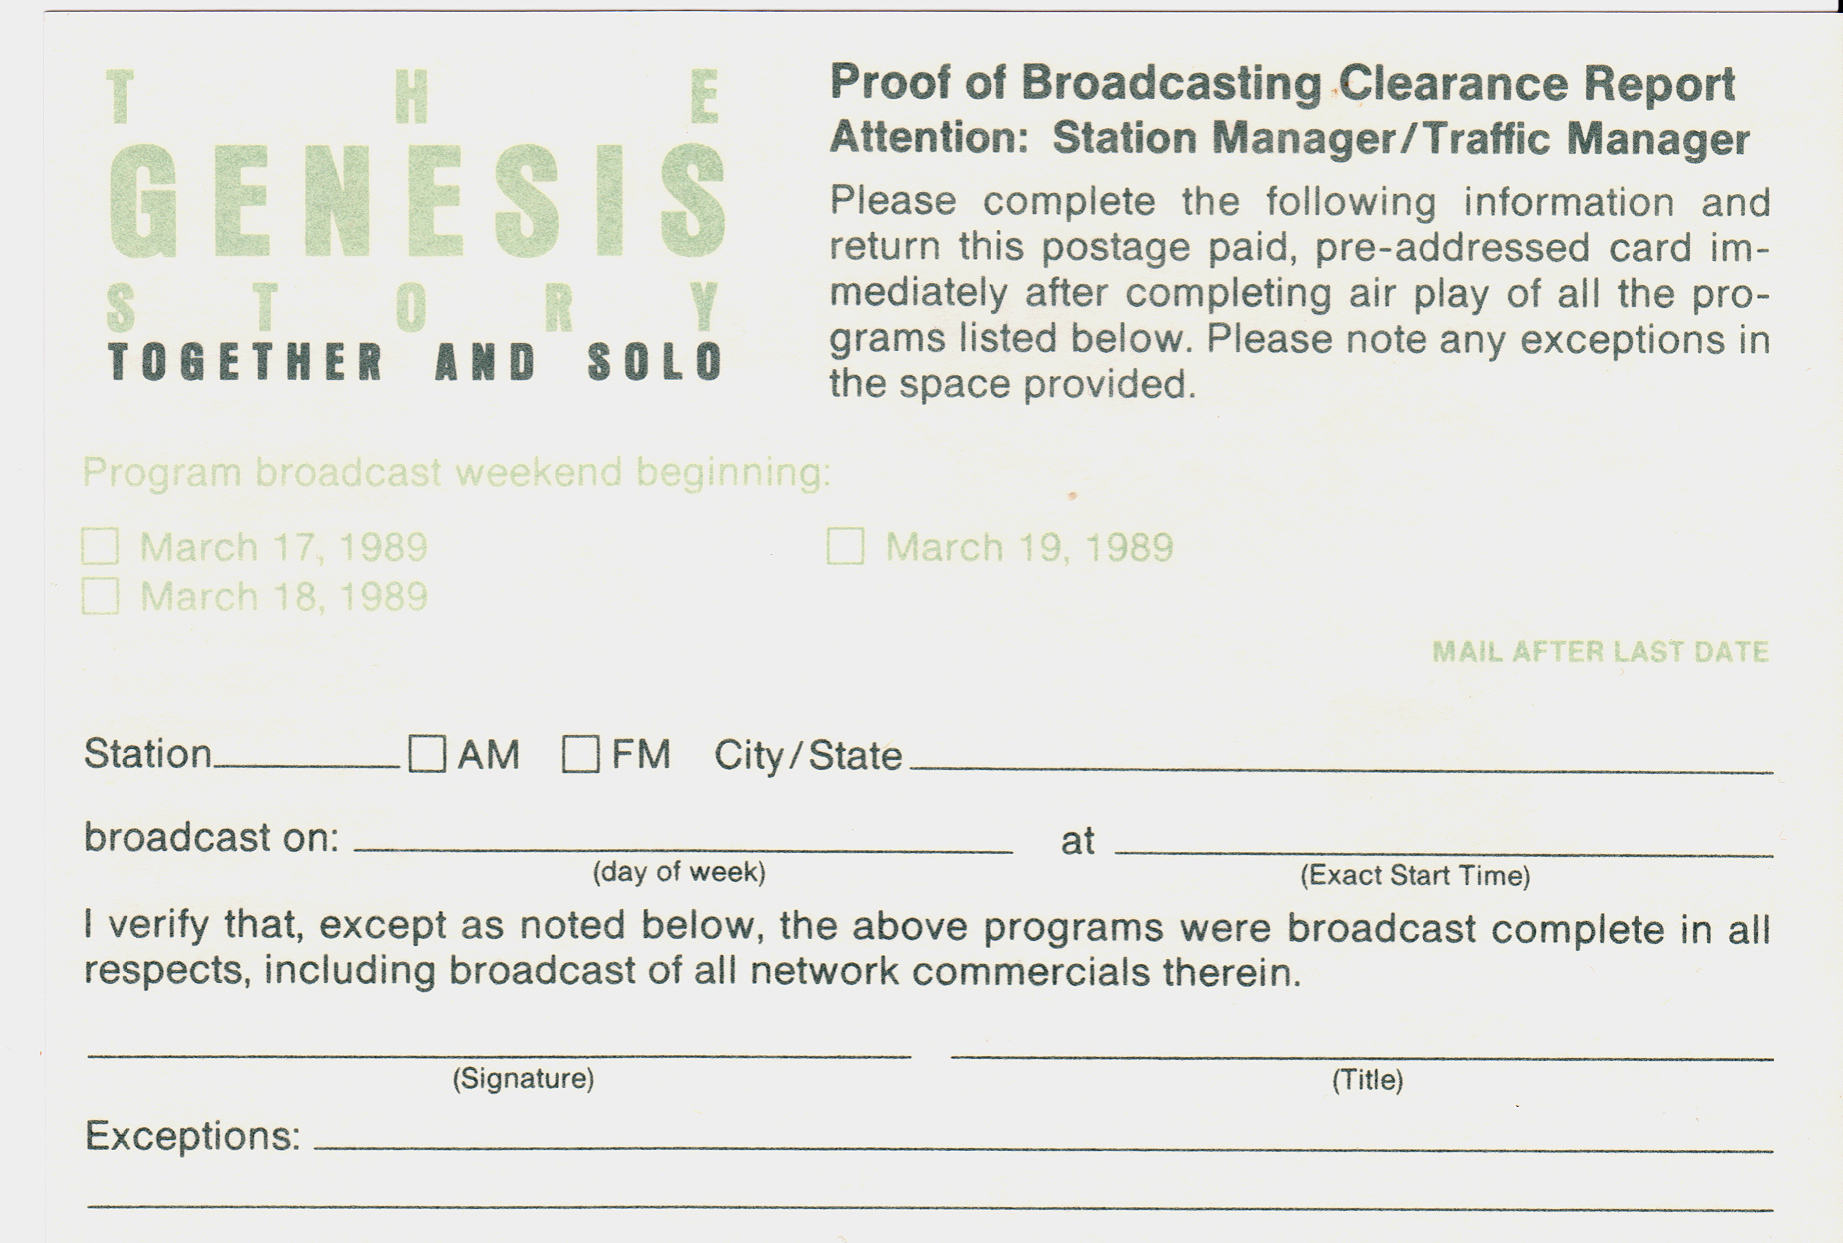 THE
GENESIS
STORY
TOGETHER AND SOLO
Proof of Broadcasting Clearance Report
Attention: Station Manager/Traffic Manager
Please complete the following information and
return this postage paid, pre-addressed card im-
mediately after completing air play of all the pro-
grams listed below. Please note any exceptions in
the space provided.
Program broadcast weekend beginning:
March 17, 1989
March 19, 1989
March 18, 1989
MAIL AFTER LAST DATE
Station AM FM City/State
broadcast on: at
(day of week) (Exact Start Time)
I verify that, except as noted below, the above programs were broadcast complete in all
respects, including broadcast of all network commercials therein.
(Signature) (Title)
Exceptions: